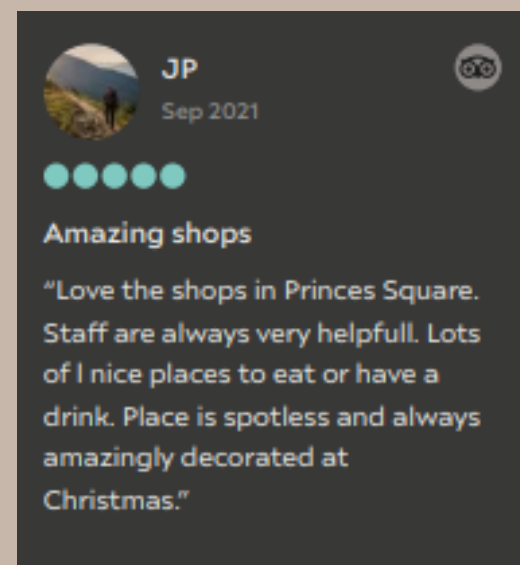 JP
Sep 2021
Amazing shops
“Love the shops in Princes Square.
Staff are always very helpfull. Lots
of l nice places to eat or have a
drink. Place is spotless and always
amazingly decorated at
Christmas.”